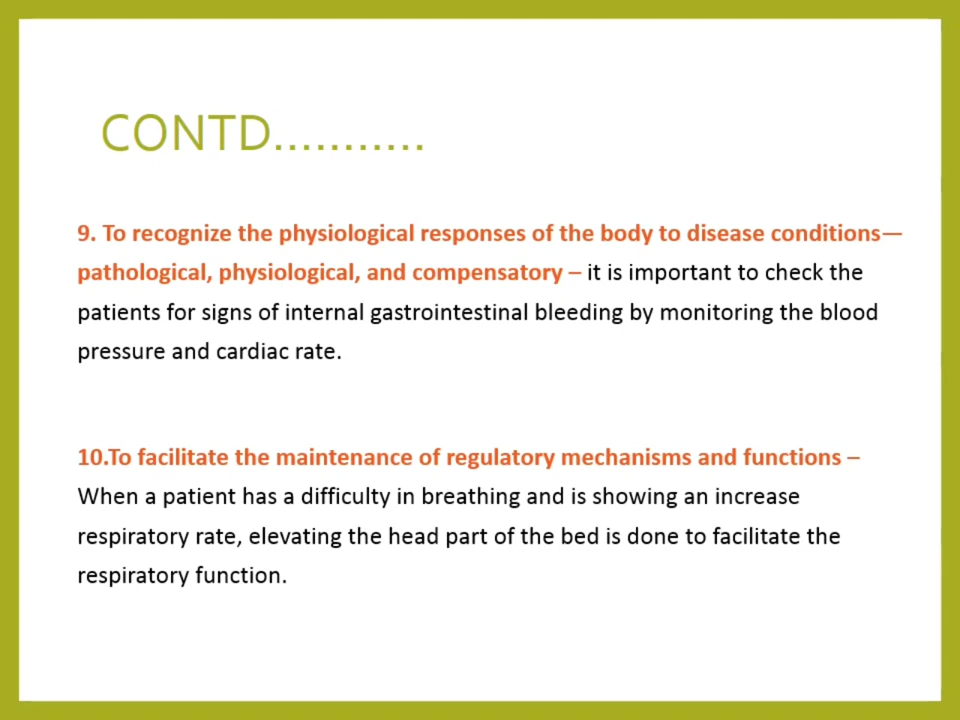 CONTD...........
9. To recognize the physiological responses of the body to disease conditions—
pathological, physiological, and compensatory – it is important to check the
patients for signs of internal gastrointestinal bleeding by monitoring the blood
pressure and cardiac rate.
10.To facilitate the maintenance of regulatory mechanisms and functions –
When a patient has a difficulty in breathing and is showing an increase
respiratory rate, elevating the head part of the bed is done to facilitate the
respiratory function.